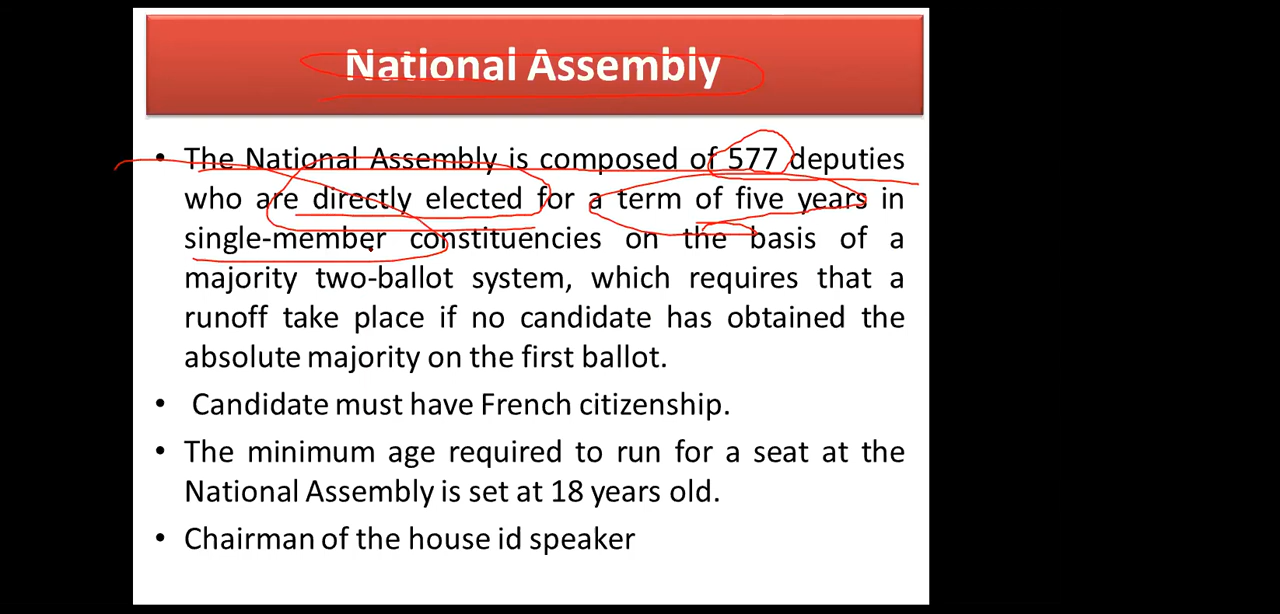 National Assembly
• The National Assembly is composed of 577 deputies
who are directly elected for a term of five years in
single-member constituencies on the basis of a
majority two-ballot system, which requires that a
runoff take place if no candidate has obtained the
absolute majority on the first ballot.
• Candidate must have French citizenship.
• The minimum age required to run for a seat at the
National Assembly is set at 18 years old.
• Chairman of the house id speaker